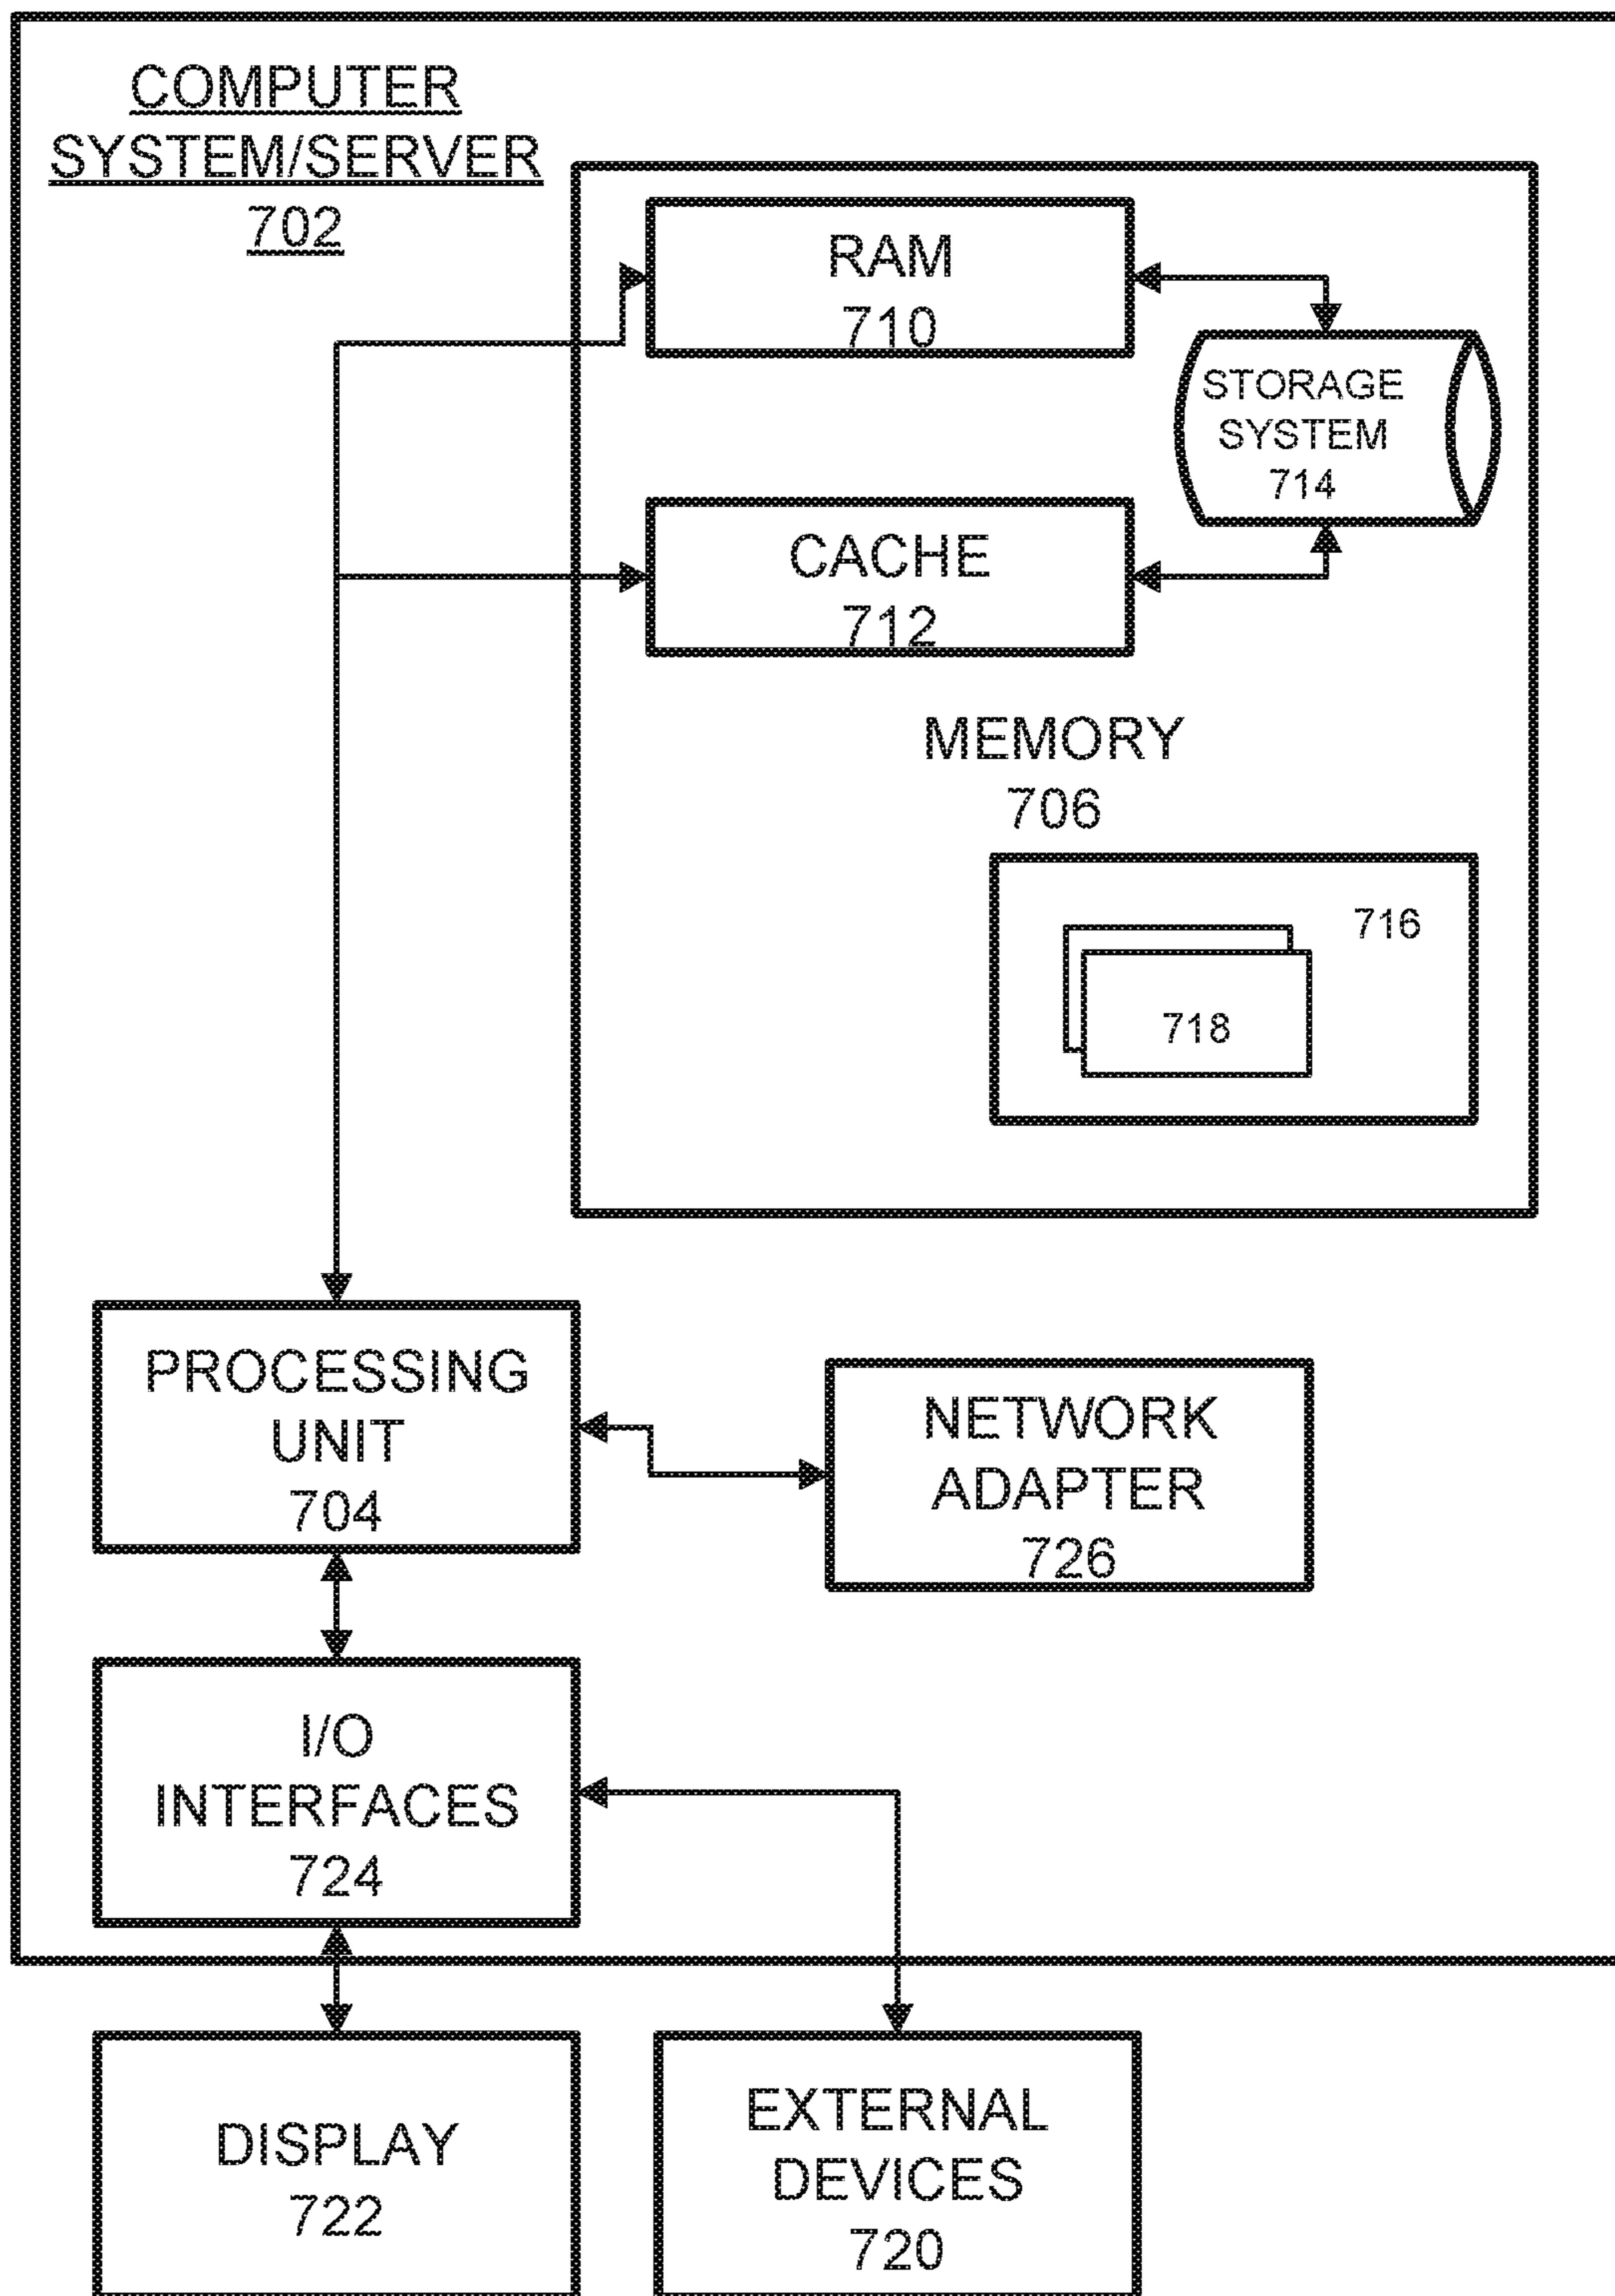 COMPUTER
SYSTEM/SERVER
702
RAM
710
STORAGE
SYSTEM
714
CACHE
712
MEMORY
706
716
718
PROCESSING
UNIT
704
NETWORK
ADAPTER
726
I/O
INTERFACES
724
DISPLAY
722
EXTERNAL
DEVICES
720